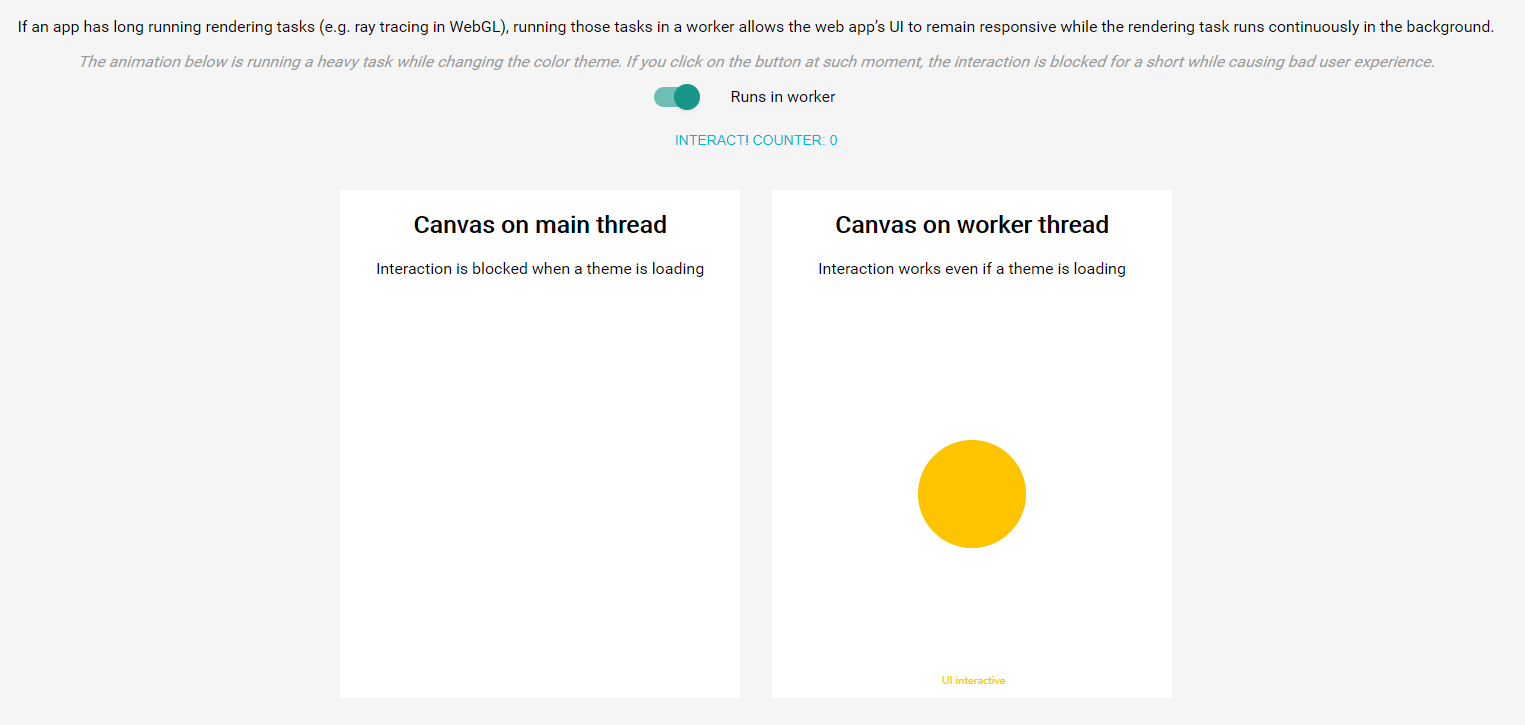 If an app has long running rendering tasks (e.g. ray tracing in WebGL), running those tasks in a worker allows the web app’s UI to remain responsive while the rendering task runs continuously in the background.
The animation below is running a heavy task while changing the color theme. If you click on the button at such moment, the interaction is blocked for a short while causing bad user experience.
Runs in worker
INTERACT! COUNTER: 0
Canvas on main thread
Interaction is blocked when a theme is loading
Canvas on worker thread
Interaction works even if a theme is loading
UI interactive